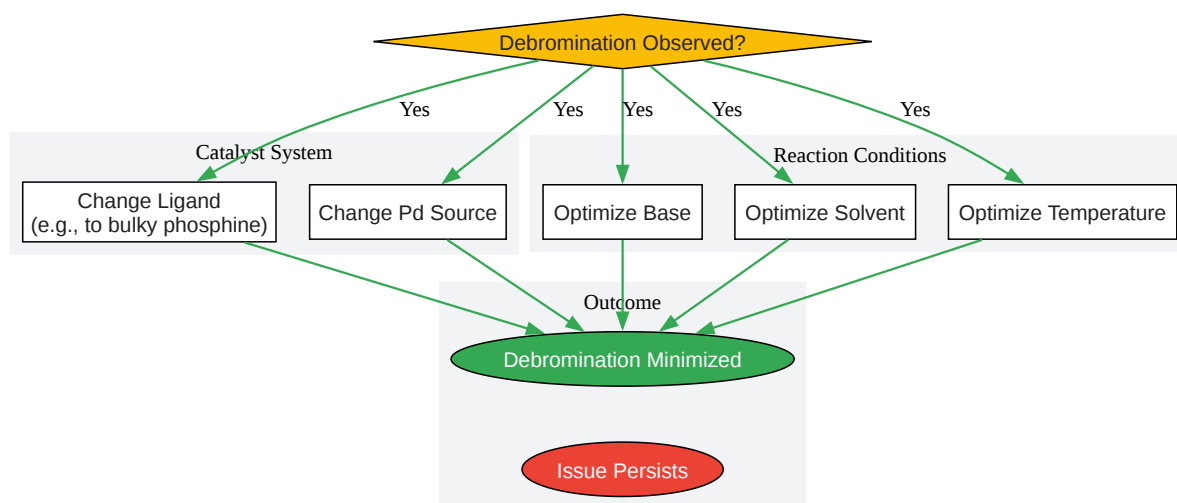 Debromination Observed?
Yes
Yes
Yes
Yes
Yes
Catalyst System
Reaction Conditions
Change Ligand
(e.g., to bulky phosphine)
Change Pd Source
Optimize Base
Optimize Solvent
Optimize Temperature
Outcome
Debromination Minimized
Issue Persists